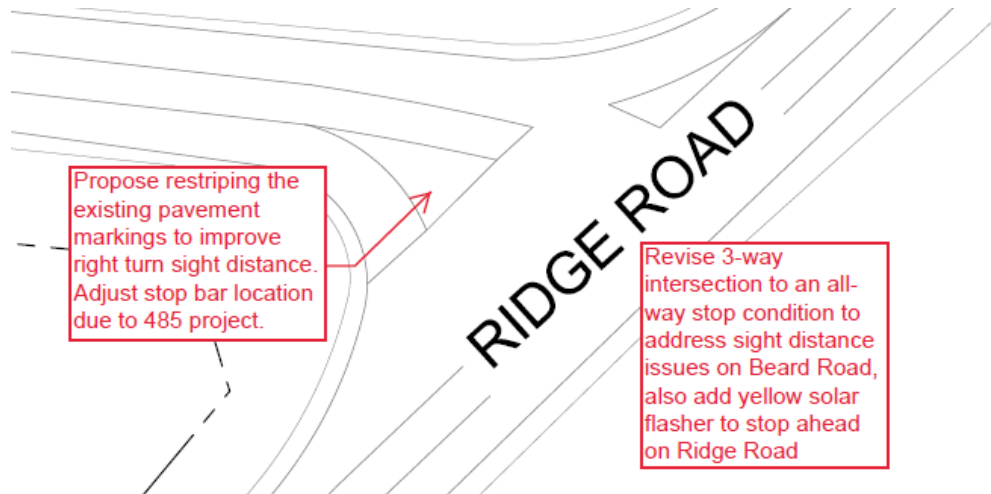 Propose restriping the
existing pavement
markings to improve
right turn sight distance.
Adjust stop bar location
due to 485 project.
RIDGE ROAD
Revise 3-way
intersection to an all-
way stop condition to
address sight distance
issues on Beard Road,
also add yellow solar
flasher to stop ahead
on Ridge Road